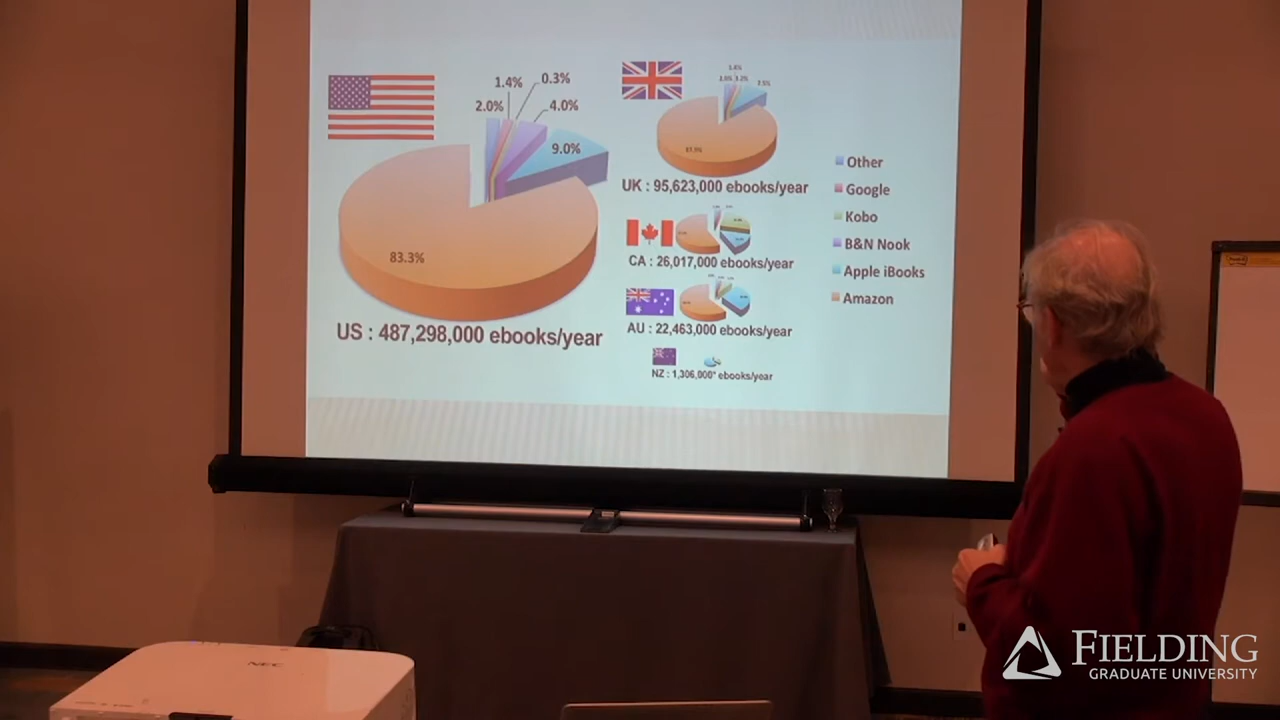 1.4%
0.3%
2.0%
4.0%
9.0%
83.3%
US : 487,298,000 ebooks/year
UK : 95,623,000 ebooks/year
CA : 26,017,000 ebooks/year
AU : 22,463,000 ebooks/year
NZ : 1,306,000* ebooks/year
Other
Google
Kobo
B&N Nook
Apple iBooks
Amazon
NEC
FIELDING
GRADUATE UNIVERSITY